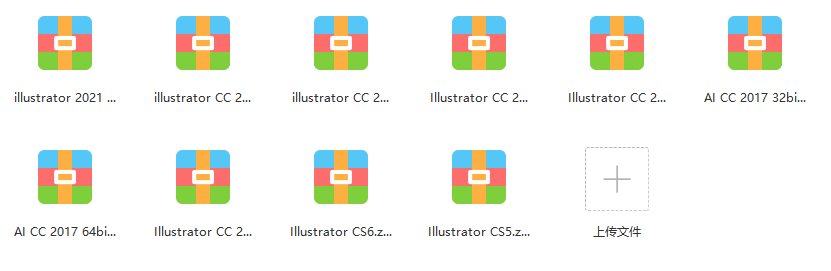 illustrator 2021 ...
illustrator CC 2...
illustrator CC 2...
Illustrator CC 2...
Illustrator CC 2...
AI CC 2017 32bi...
AI CC 2017 64bi...
Illustrator CC 2...
Illustrator CS6.z...
Illustrator CS5.z...
上传文件